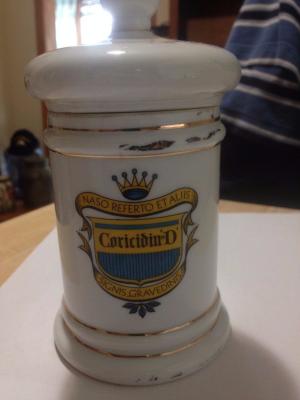 NASO REFERTO ET ALIIS
Coricidin 'D'
SIGNIS GRAVEDINIS